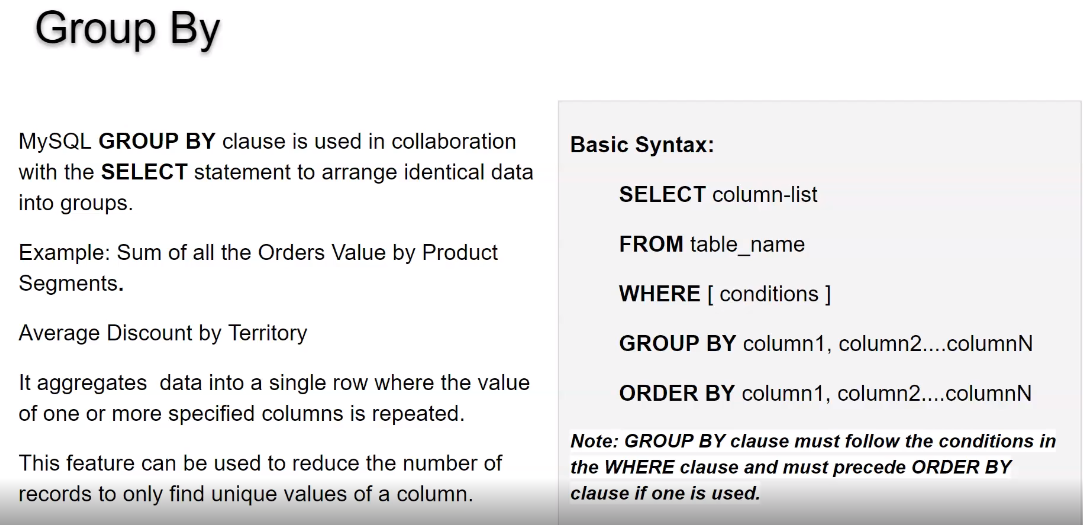 Group By
MySQL GROUP BY clause is used in collaboration
with the SELECT statement to arrange identical data
into groups.
Example: Sum of all the Orders Value by Product
Segments.
Average Discount by Territory
It aggregates  data into a single row where the value
of one or more specified columns is repeated.
This feature can be used to reduce the number of
records to only find unique values of a column.
Basic Syntax:
SELECT column-list
FROM table_name
WHERE [ conditions ]
GROUP BY column1, column2....columnN
ORDER BY column1, column2....columnN
Note: GROUP BY clause must follow the conditions in
the WHERE clause and must precede ORDER BY
clause if one is used.